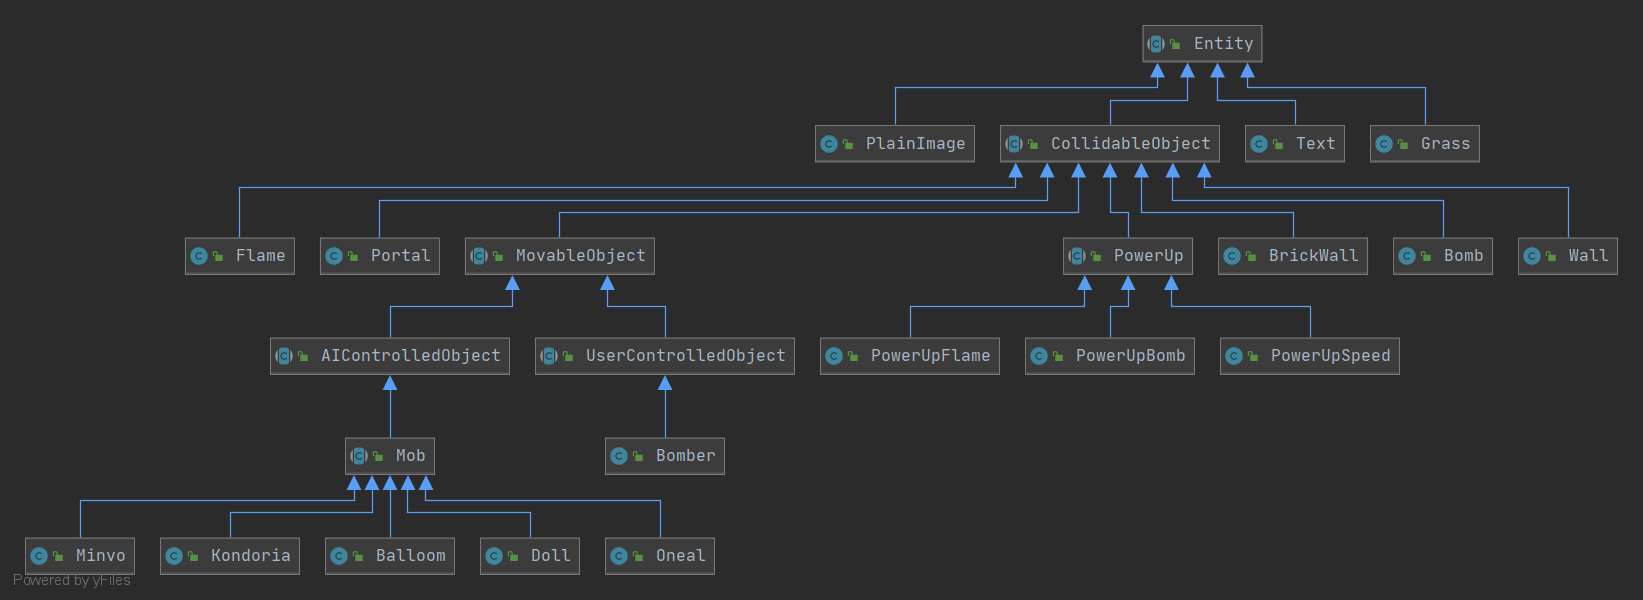 Entity
PlainImage
CollidableObject
Text
Grass
Flame
Portal
MovableObject
PowerUp
BrickWall
Bomb
Wall
AIControlledObject
UserControlledObject
PowerUpFlame
PowerUpBomb
PowerUpSpeed
Mob
Bomber
Minvo
Kondoria
Balloom
Doll
Oneal
Powered by yFiles